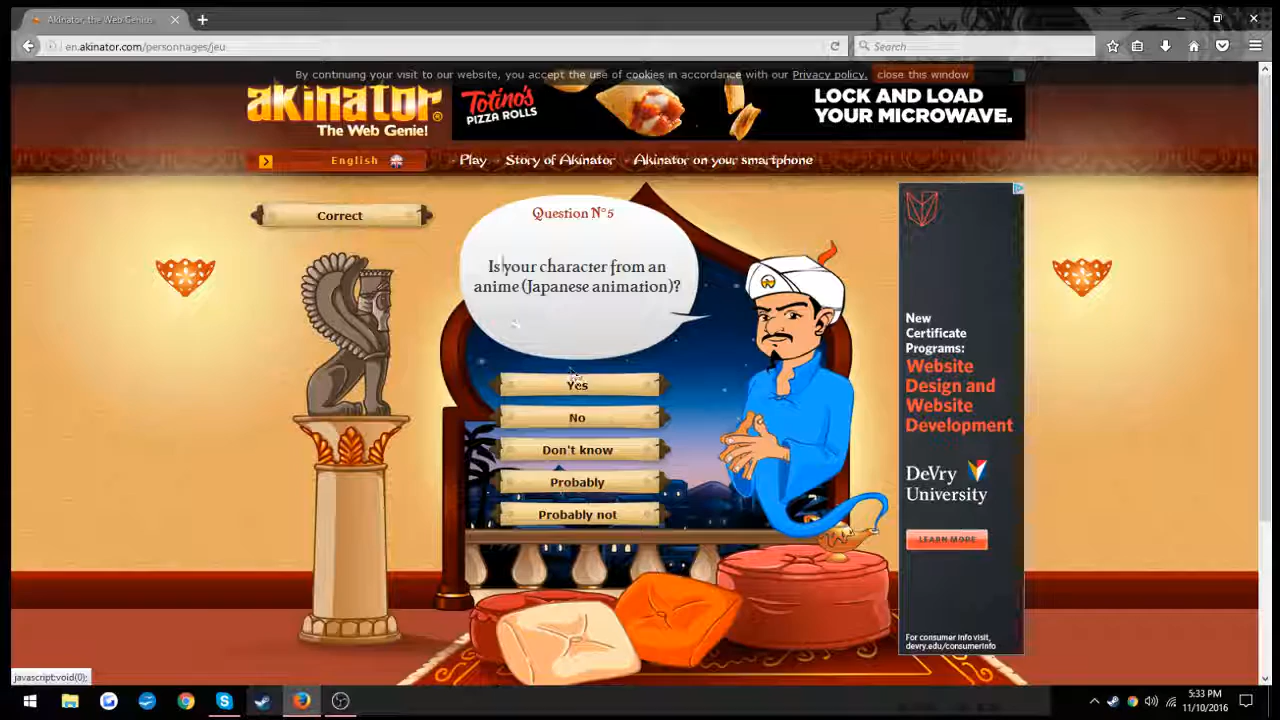 Akinator, the Web Genius
en.akinator.com/personnages/jeu
Search
By continuing your visit to our website, you accept the use of cookies in accordance with our Privacy policy. close this window
akinator®
The Web Genie!
Totino's
PIZZA ROLLS
LOCK AND LOAD
YOUR MICROWAVE.
English
Play
Story of Akinator
Akinator on your smartphone
Correct
Question N°5
Is your character from an
anime (Japanese animation)?
Yes
No
Don't know
Probably
Probably not
New
Certificate
Programs:
Website
Design and
Website
Development
DeVry
University
LEARN MORE
For consumer info visit,
devry.edu/consumerinfo
javascript:void(0);
5:33 PM
11/10/2016